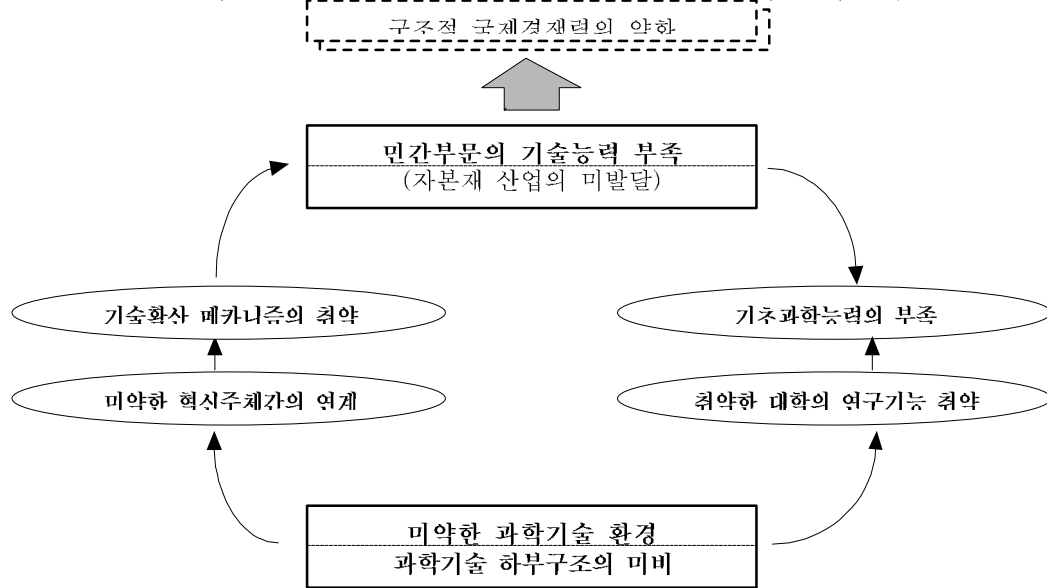 구조적 국제경쟁력의 약화
민간부문의 기술능력 부족
(자본재 산업의 미발달)
기술확산 메카니즘의 취약
기초과학능력의 부족
미약한 혁신주체간의 연계
취약한 대학의 연구기능 취약
미약한 과학기술 환경
과학기술 하부구조의 미비